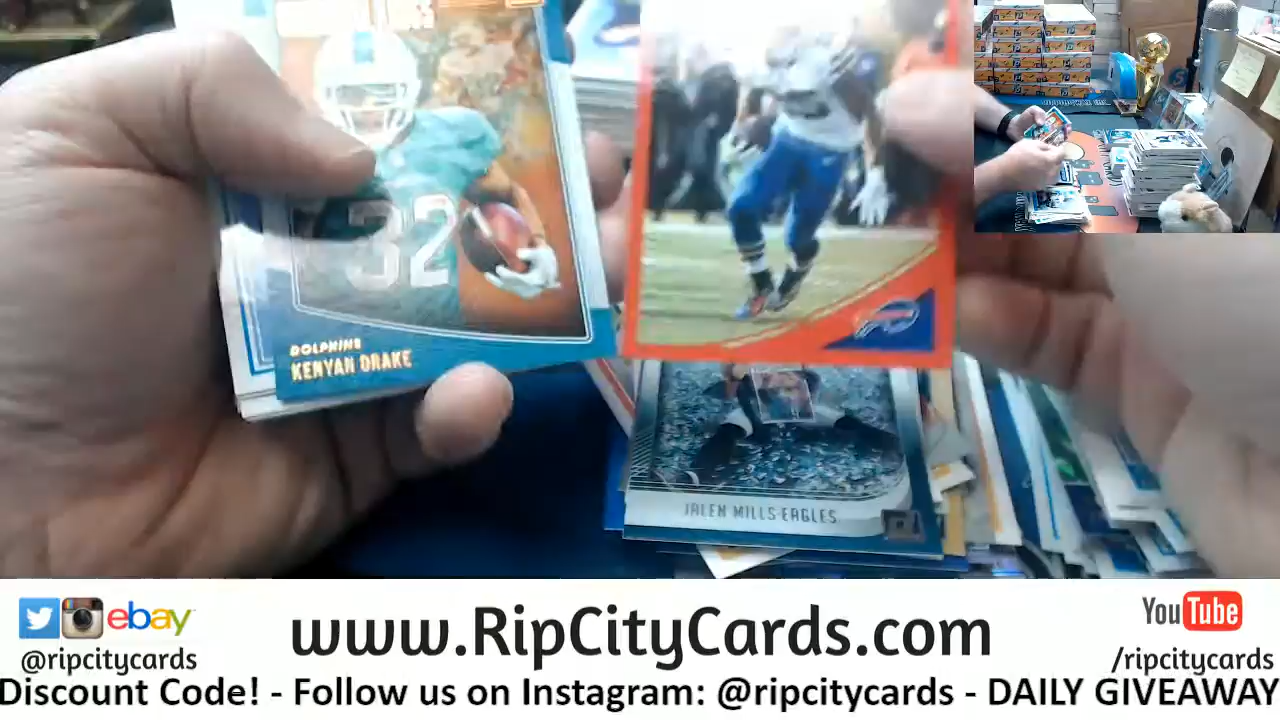 32
DOLPHINS
KENYAN DRAKE
JALEN MILLS-EAGLES
ebay
www.RipCityCards.com
YouTube
@ripcitycards
/ripcitycards
Discount Code! - Follow us on Instagram: @ripcitycards - DAILY GIVEAWAY